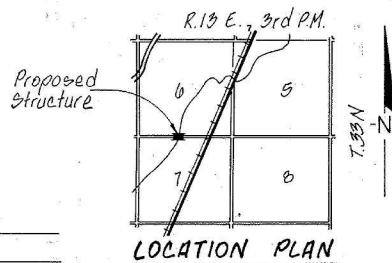 R.13 E., 3rd P.M.
Proposed
Structure
6
5
7
8
T.33N
N
LOCATION PLAN